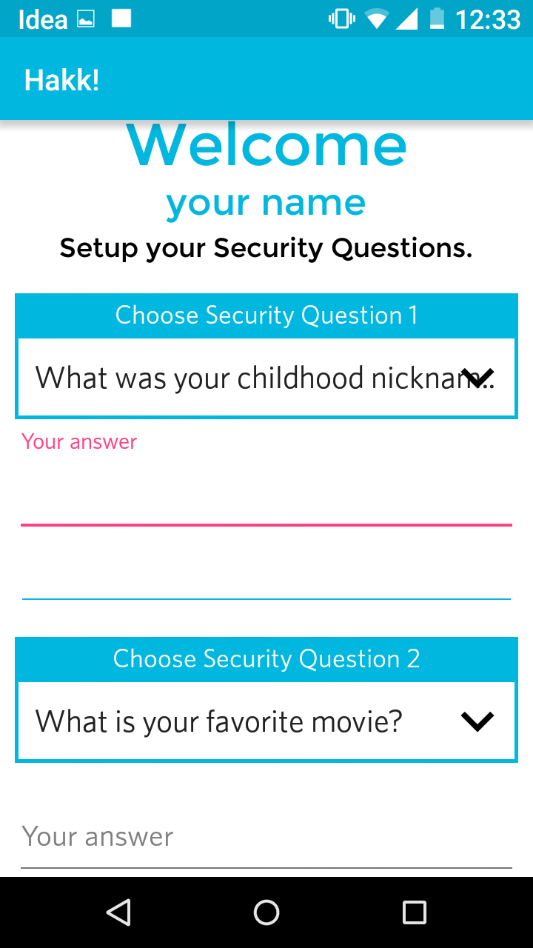 Idea 12:33
Hakk!
Welcome
your name
Setup your Security Questions.
Choose Security Question 1
What was your childhood nicknam...
Your answer
Choose Security Question 2
What is your favorite movie?
Your answer